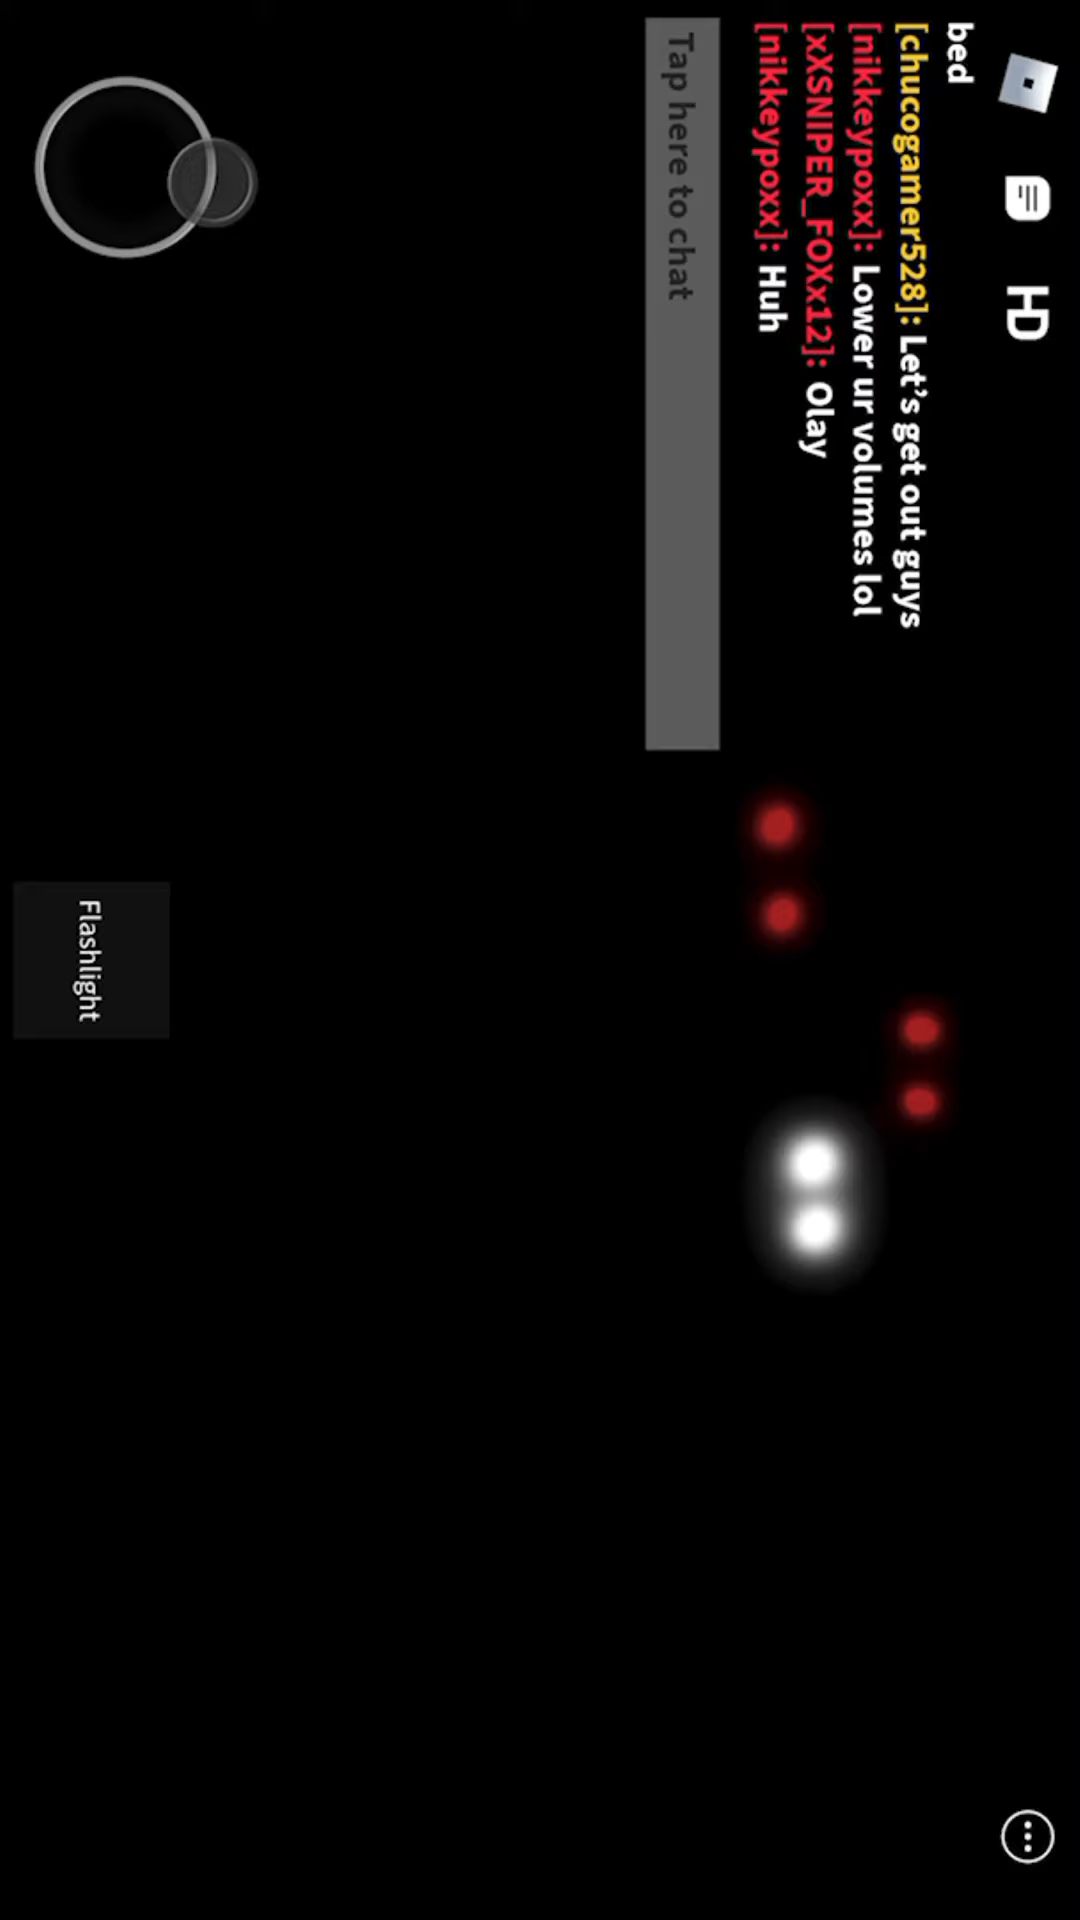 HD
bed
[chucogamer528]: Let's get out guys
[nikkeypoxx]: Lower ur volumes lol
[xXSNIPER_FOXx12]: Olay
[nikkeypoxx]: Huh
Tap here to chat
Flashlight